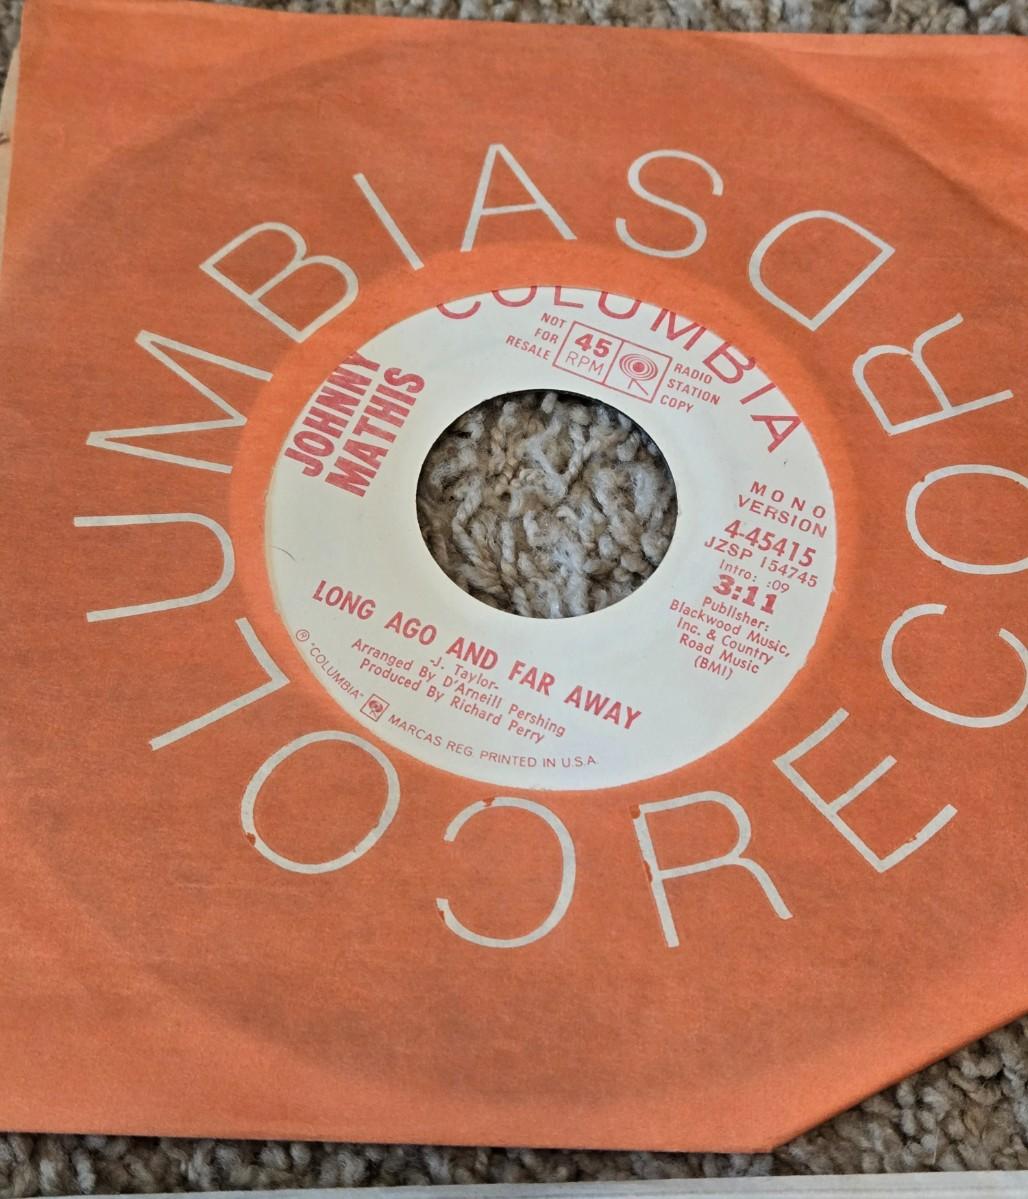 COLUMBIA RECORDS
COLUMBIA
NOT
FOR
RESALE
45
RPM
RADIO
STATION
COPY
JOHNNY
MATHIS
MONO
VERSION
4-45415
JZSP 154745
Intro: :09
3:11
Publisher:
Blackwood Music,
Inc. & Country
Road Music
(BMI)
LONG AGO AND FAR AWAY
-J. Taylor-
Arranged By D'Arneill Pershing
Produced By Richard Perry
Ⓟ "COLUMBIA" MARCAS REG. PRINTED IN U.S.A.